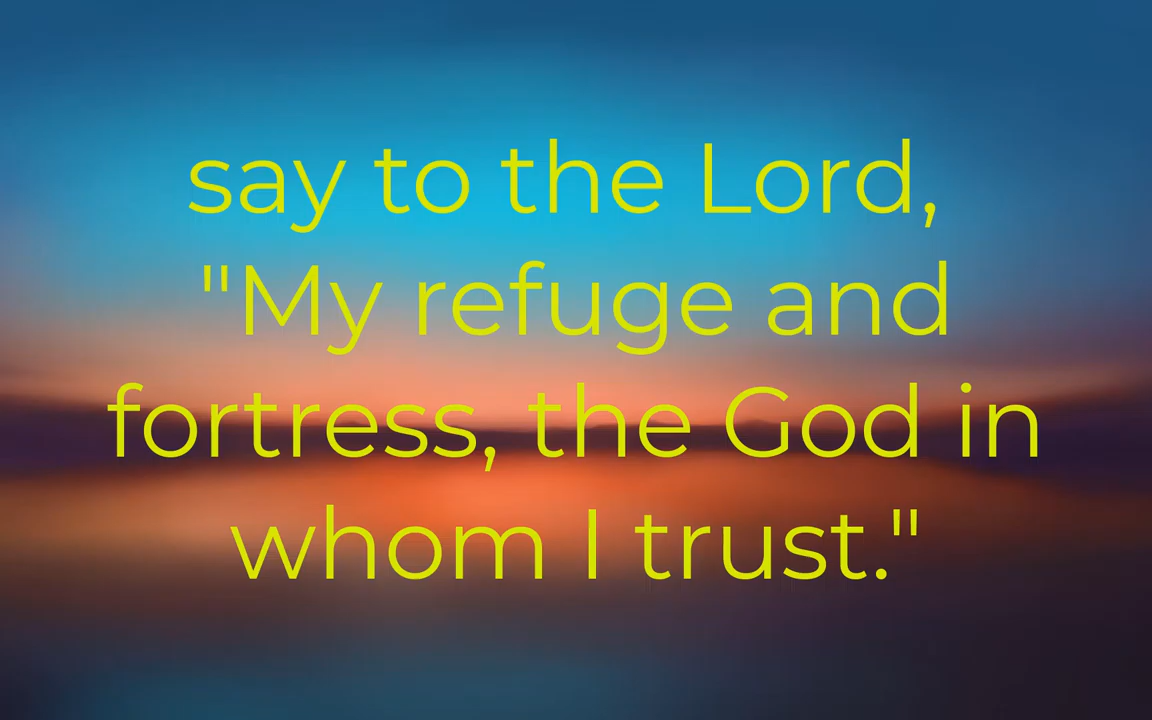 say to the Lord,
"My refuge and
fortress, the God in
whom I trust."